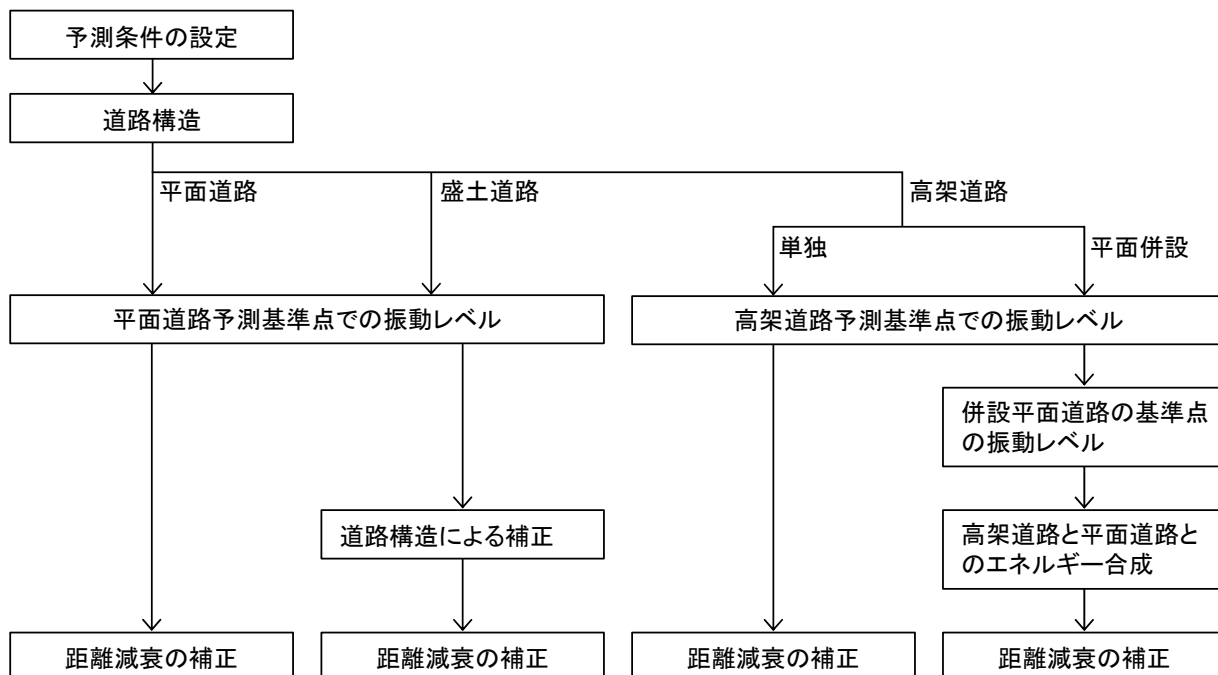 予測条件の設定
道路構造
平面道路
盛土道路
高架道路
単独
平面併設
平面道路予測基準点での振動レベル
高架道路予測基準点での振動レベル
併設平面道路の基準点
の振動レベル
道路構造による補正
高架道路と平面道路と
のエネルギー合成
距離減衰の補正
距離減衰の補正
距離減衰の補正
距離減衰の補正